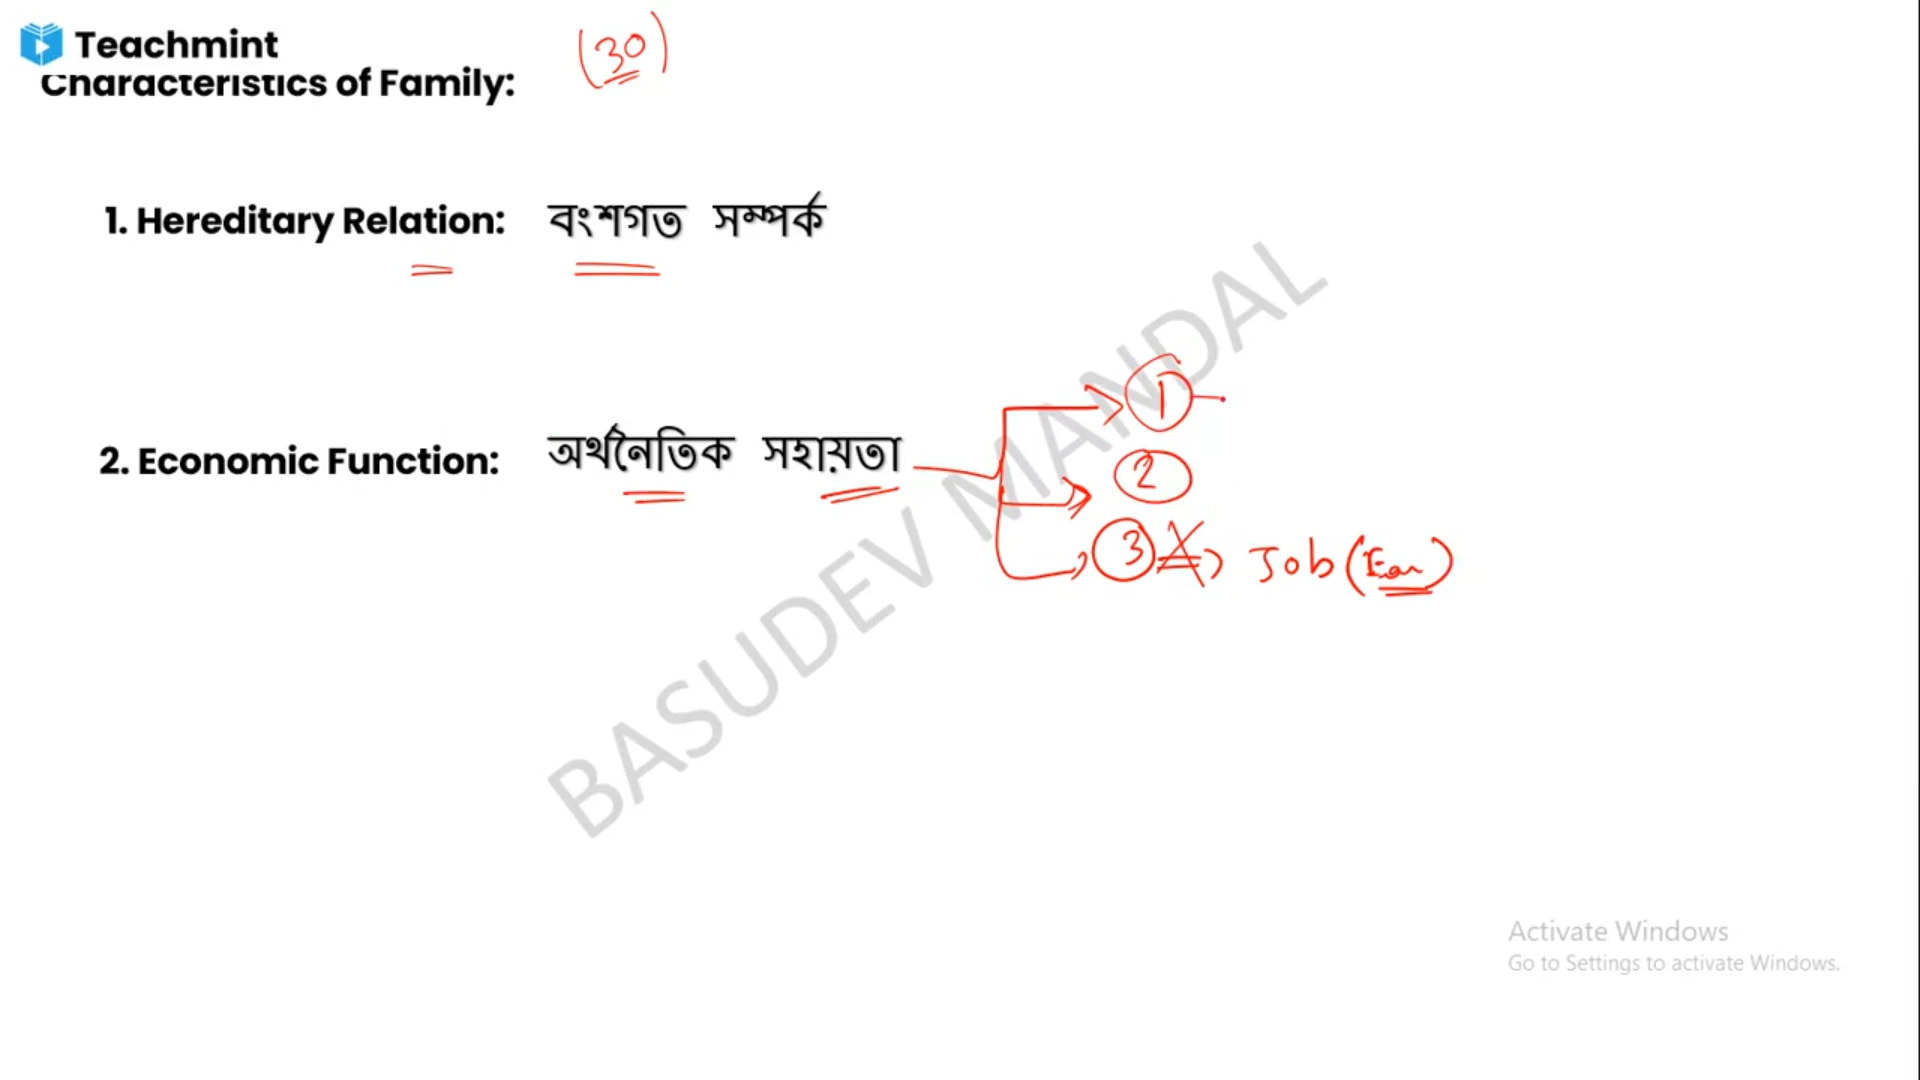 Teachmint
Characteristics of Family:
(30)
1. Hereditary Relation: বংশগত সম্পর্ক
2. Economic Function: অর্থনৈতিক সহায়তা
1
2
3 Job (
BASUDEV MANDAL
Activate Windows
Go to Settings to activate Windows.